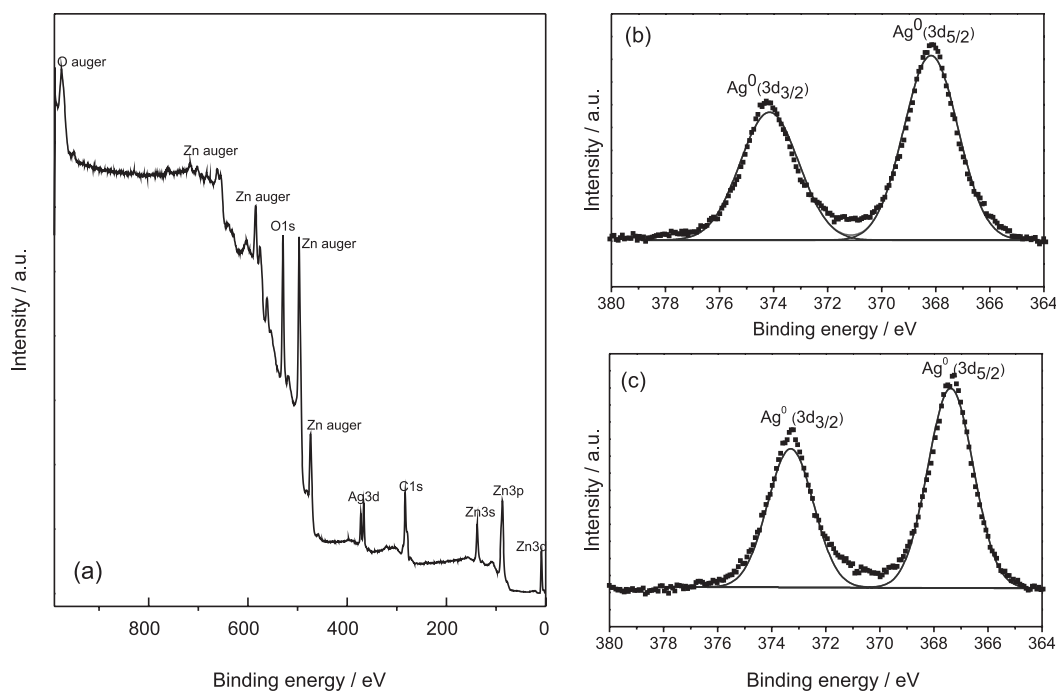 O auger
Zn auger
Zn auger
O1s
Zn auger
Zn auger
Ag3d
C1s
Zn3s
Zn3p
Zn3d
(a)
Intensity / a.u.
800
600
400
200
0
Binding energy / eV
(b)
Ag0(3d3/2)
Ag0(3d5/2)
Intensity / a.u.
380 378 376 374 372 370 368 366 364
Binding energy / eV
(c)
Ag0 (3d3/2)
Ag0 (3d5/2)
Intensity / a.u.
380 378 376 374 372 370 368 366 364
Binding energy / eV